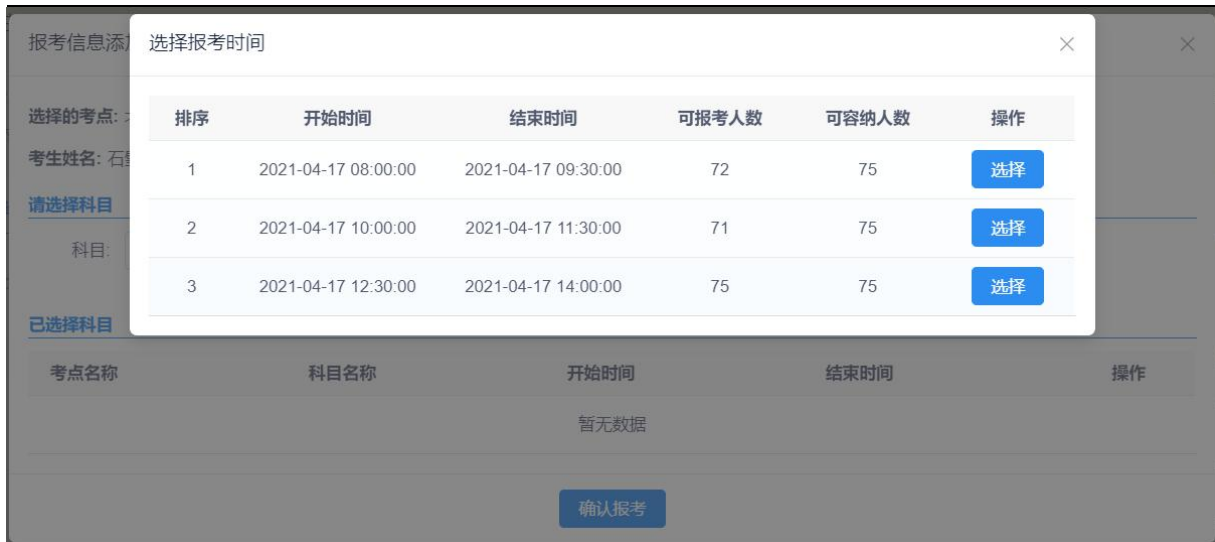 报考信息添
选择报考时间
选择的考点:
考生姓名: 石
请选择科目
科目:
排序 开始时间 结束时间 可报考人数 可容纳人数 操作
1 2021-04-17 08:00:00 2021-04-17 09:30:00 72 75 选择
2 2021-04-17 10:00:00 2021-04-17 11:30:00 71 75 选择
3 2021-04-17 12:30:00 2021-04-17 14:00:00 75 75 选择
已选择科目
考点名称 科目名称 开始时间 结束时间 操作
暂无数据
确认报考